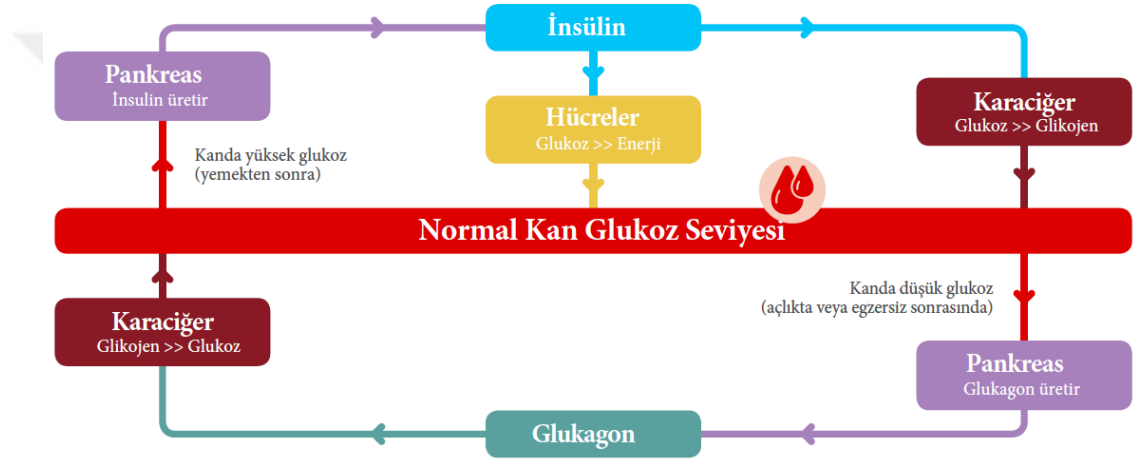 İnsülin
Pankreas
İnsulin üretir
Hücreler
Glukoz >> Enerji
Karaciğer
Glukoz >> Glikojen
Kanda yüksek glukoz
(yemekten sonra)
Normal Kan Glukoz Seviyesi
Kanda düşük glukoz
(açlıkta veya egzersiz sonrasında)
Karaciğer
Glikojen >> Glukoz
Pankreas
Glukagon üretir
Glukagon